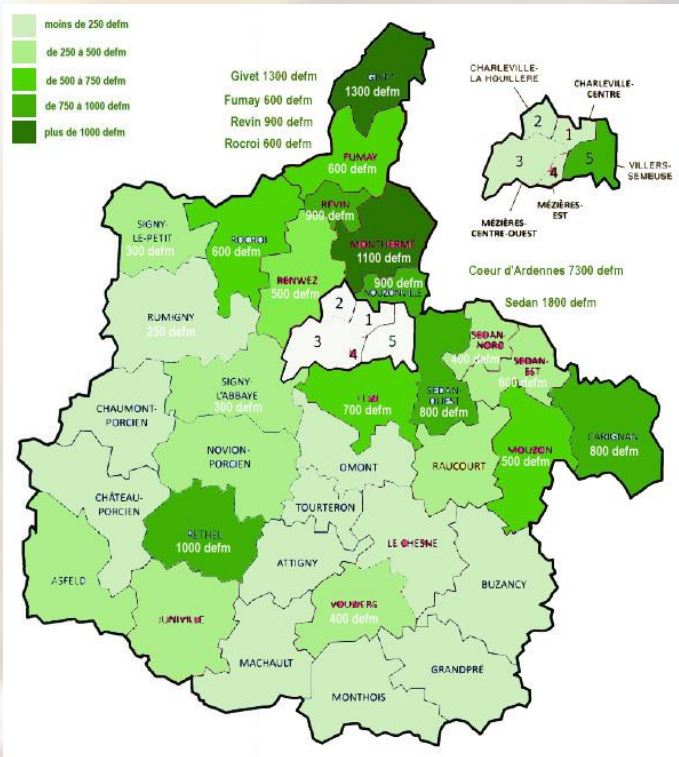 moins de 250 defm
de 250 à 500 defm
de 500 à 750 defm
de 750 à 1000 defm
plus de 1000 defm
Givet 1300 defm
Fumay 600 defm
Revin 900 defm
Rocroi 600 defm
GIVET
1300 defm
CHARLEVILLE-
LA HOUILLÈRE
CHARLEVILLE-
CENTRE
2
1
3
5
4
VILLERS-
SEMEUSE
MÉZIÈRES-
EST
MÉZIÈRES-
CENTRE-OUEST
FUMAY
600 defm
REVIN
900 defm
SIGNY-
LE-PETIT
300 defm
ROCROI
600 defm
MONTHERMÉ
1100 defm
RENWEZ
500 defm
900 defm
NOUZONVILLE
Coeur d'Ardennes 7300 defm
Sedan 1800 defm
RUMIGNY
250 defm
2
1
3
4
5
SEDAN-
NORD
400 defm
SEDAN-
EST
600 defm
SIGNY-
L'ABBAYE
300 defm
700 defm
SEDAN-
OUEST
800 defm
CHAUMONT-
PORCIEN
NOVION-
PORCIEN
OMONT
RAUCOURT
MOUZON
500 defm
CARIGNAN
800 defm
CHÂTEAU-
PORCIEN
TOURTERON
RETHEL
1000 defm
LE CHESNE
ATTIGNY
ASFELD
BUZANCY
JUNIVILLE
VOUZIERS
400 defm
MACHAULT
GRANDPRÉ
MONTHOIS